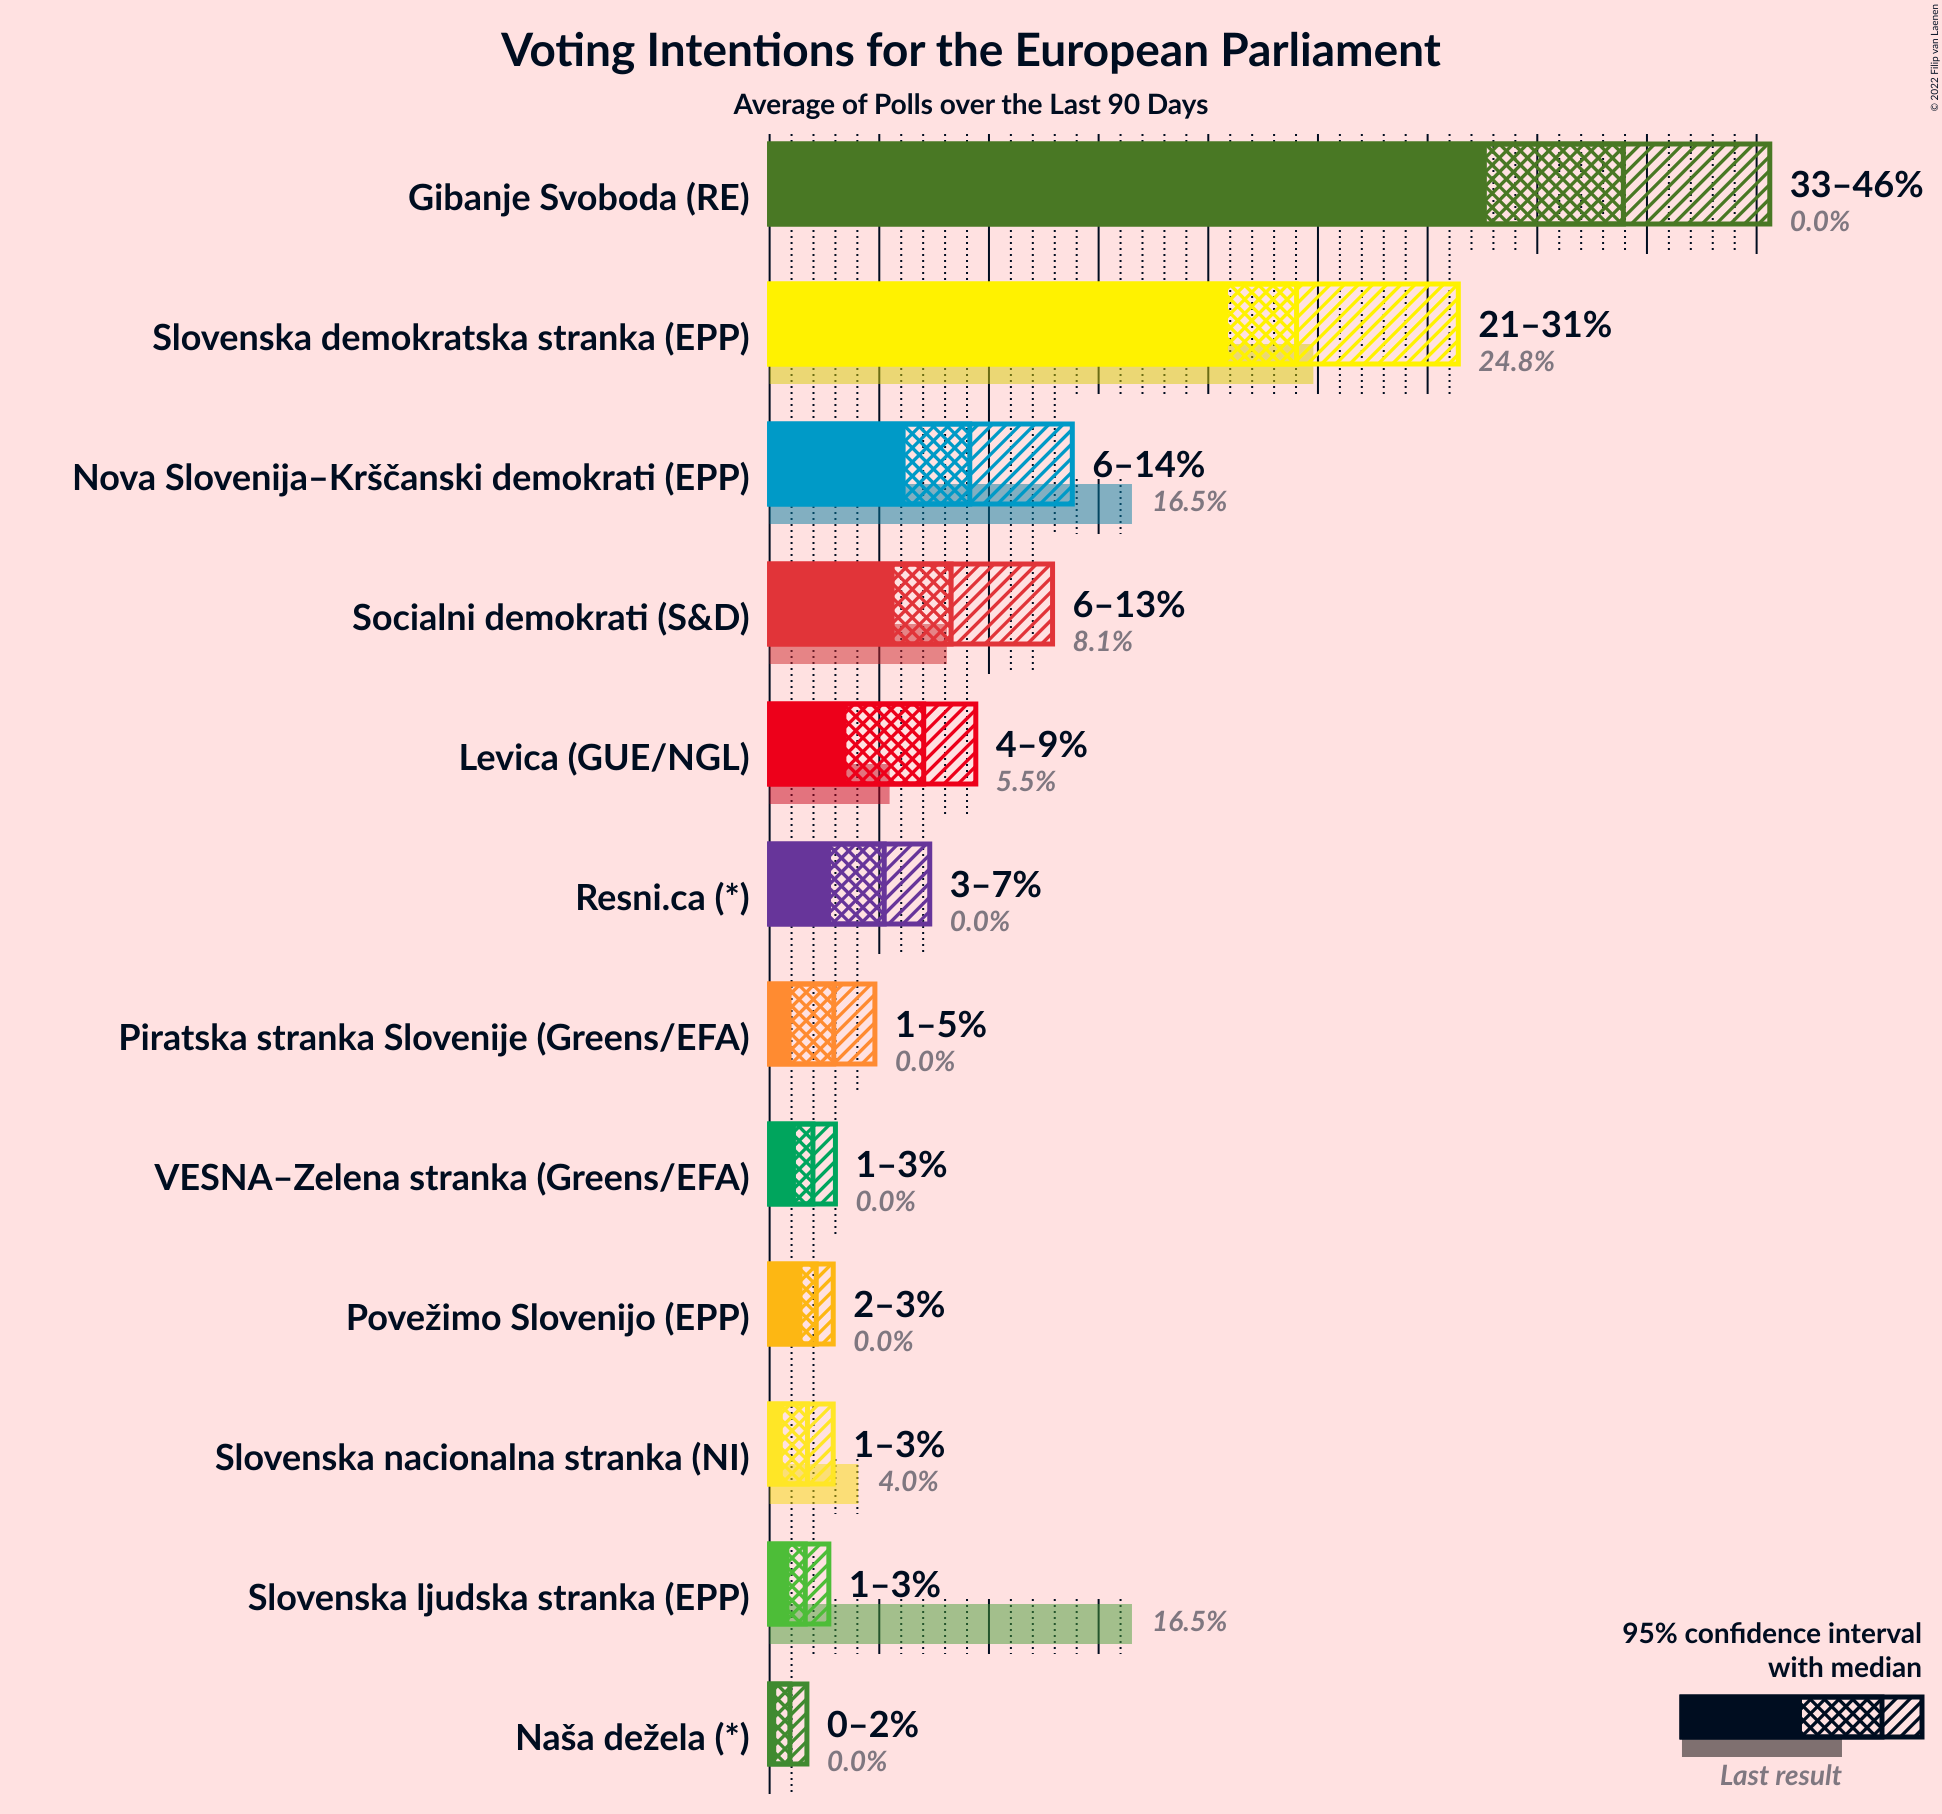 Voting Intentions for the European Parliament
Average of Polls over the Last 90 Days
© 2022 Filip van Laenen
Gibanje Svoboda (RE)
33–46%
0.0%
Slovenska demokratska stranka (EPP)
21–31%
24.8%
Nova Slovenija–Krščanski demokrati (EPP)
6–14%
16.5%
Socialni demokrati (S&D)
6–13%
8.1%
Levica (GUE/NGL)
4–9%
5.5%
Resni.ca (*)
3–7%
0.0%
Piratska stranka Slovenije (Greens/EFA)
1–5%
0.0%
VESNA–Zelena stranka (Greens/EFA)
1–3%
0.0%
Povežimo Slovenijo (EPP)
2–3%
0.0%
Slovenska nacionalna stranka (NI)
1–3%
4.0%
Slovenska ljudska stranka (EPP)
1–3%
16.5%
Naša dežela (*)
0–2%
0.0%
95% confidence interval
with median
Last result